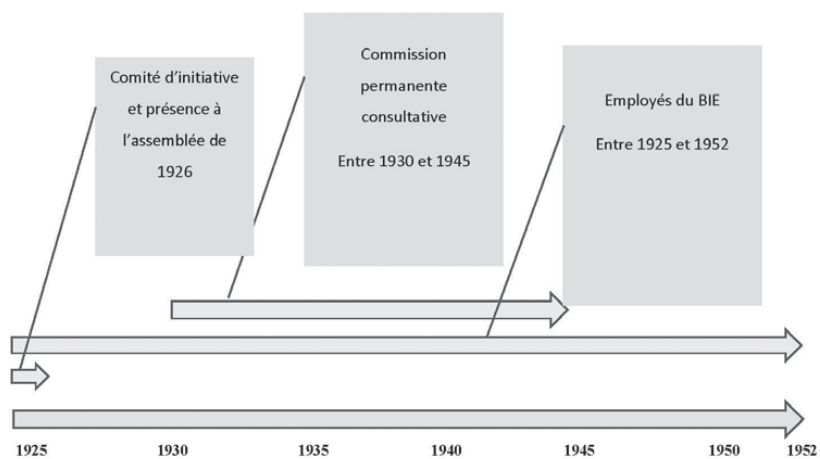 Comité d'initiative
et présence à
l'assemblée de
1926
Commission
permanente
consultative
Entre 1930 et 1945
Employés du BIE
Entre 1925 et 1952
1925 1930 1935 1940 1945 1950 1952